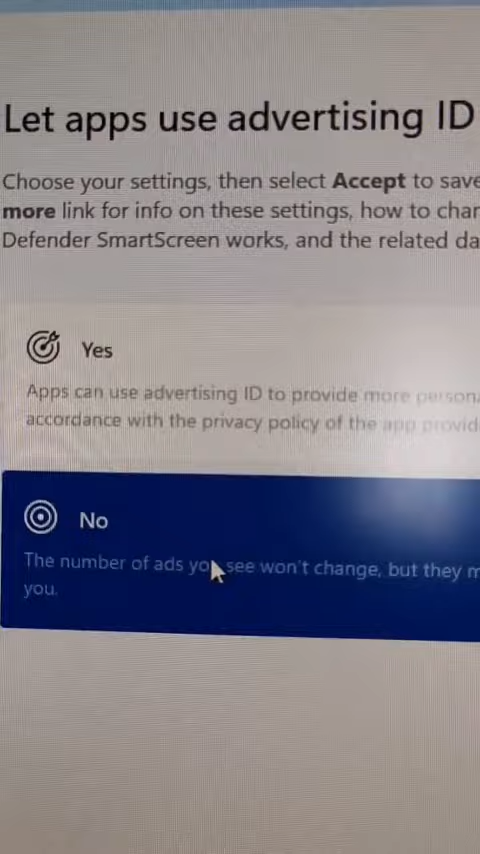 Let apps use advertising ID
Choose your settings, then select Accept to save
more link for info on these settings, how to
Defender SmartScreen works, and the related
Yes
Apps can use advertising ID to provide more
accordance with the privacy policy of the app
No
The number of ads you see won't change, but they
you.